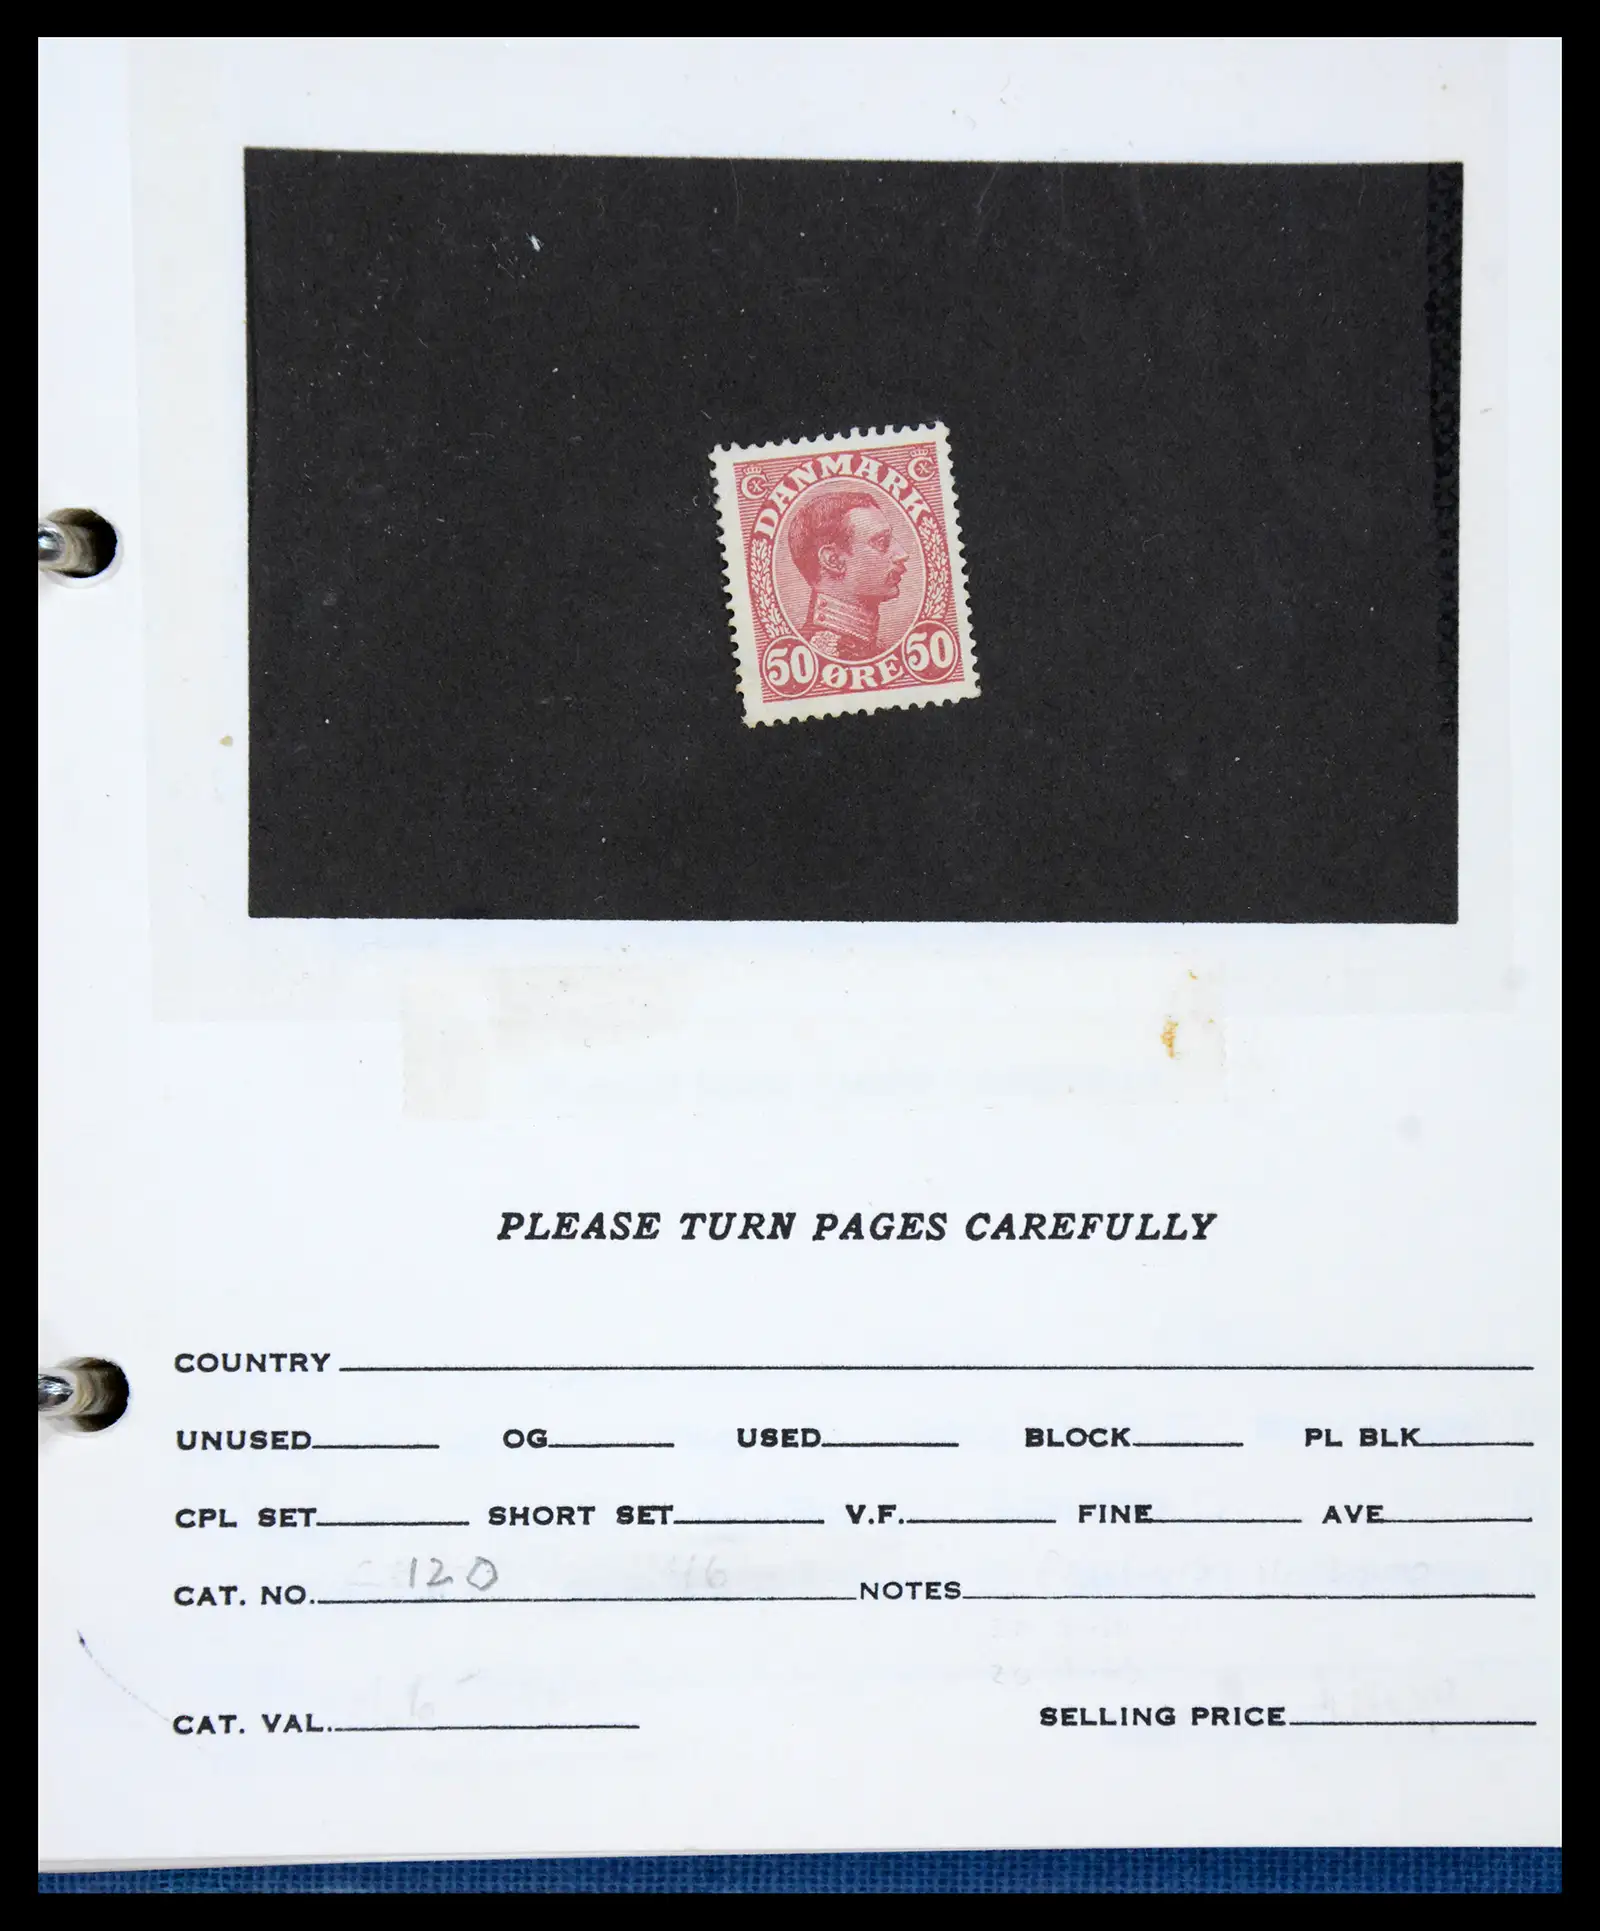 DANMARK
50 ØRE 50
PLEASE TURN PAGES CAREFULLY
COUNTRY
UNUSED OG USED BLOCK PL BLK
CPL SET SHORT SET V.F. FINE AVE
CAT. NO. 120 NOTES
CAT. VAL. SELLING PRICE